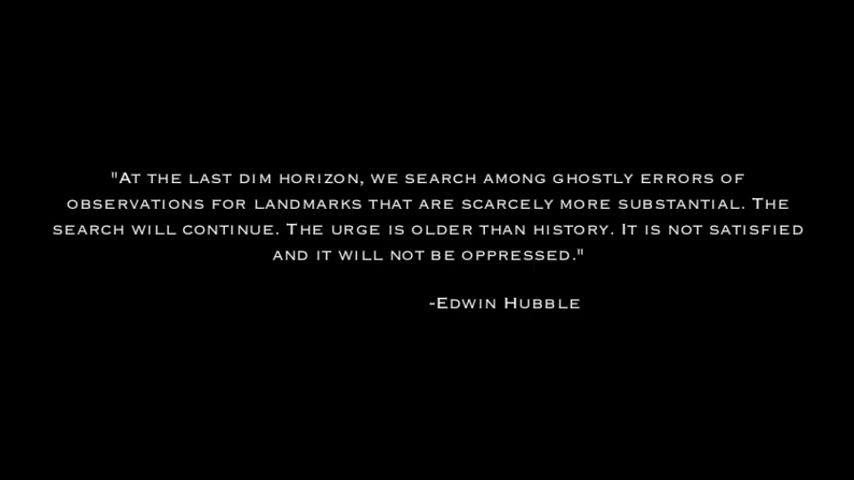 "At the last dim horizon, we search among ghostly errors of
observations for landmarks that are scarcely more substantial. The
search will continue. The urge is older than history. It is not satisfied
and it will not be oppressed."
-Edwin Hubble